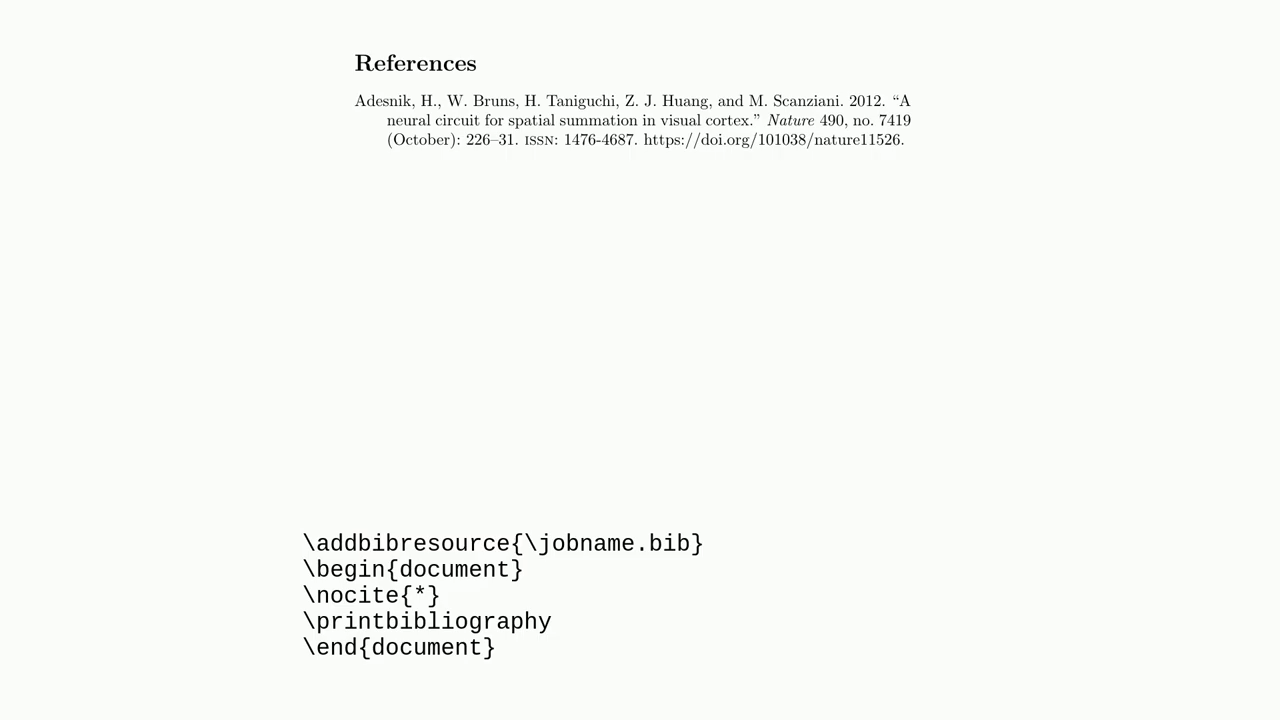 References
Adesnik, H., W. Bruns, H. Taniguchi, Z. J. Huang, and M. Scanziani. 2012. “A
neural circuit for spatial summation in visual cortex.” Nature 490, no. 7419
(October): 226–31. ISSN: 1476-4687. https://doi.org/101038/nature11526.
\addbibresource{\jobname.bib}
\begin{document}
\nocite{*}
\printbibliography
\end{document}